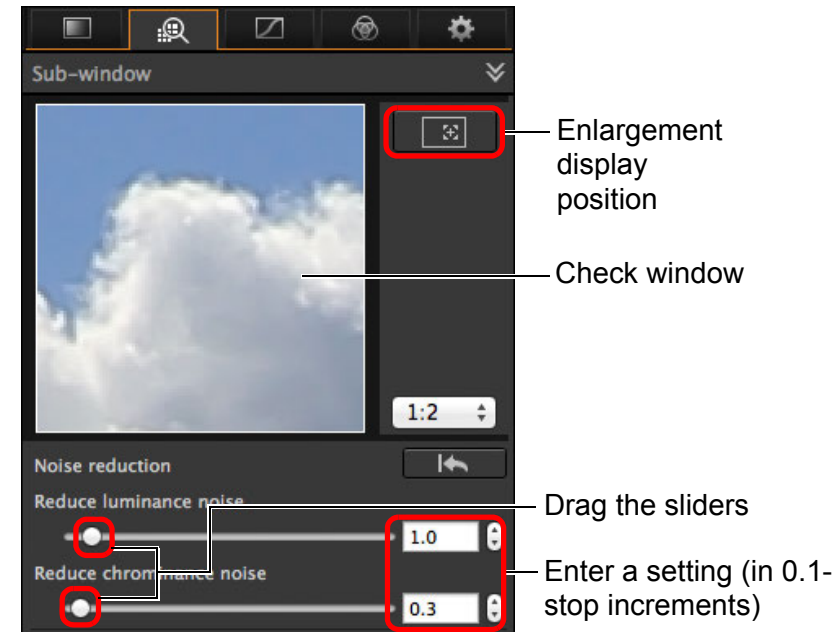 Sub-window
Enlargement
display
position
Check window
1:2
Noise reduction
Reduce luminance noise
Drag the sliders
1.0
Reduce chrominance noise
Enter a setting (in 0.1-
stop increments)
0.3